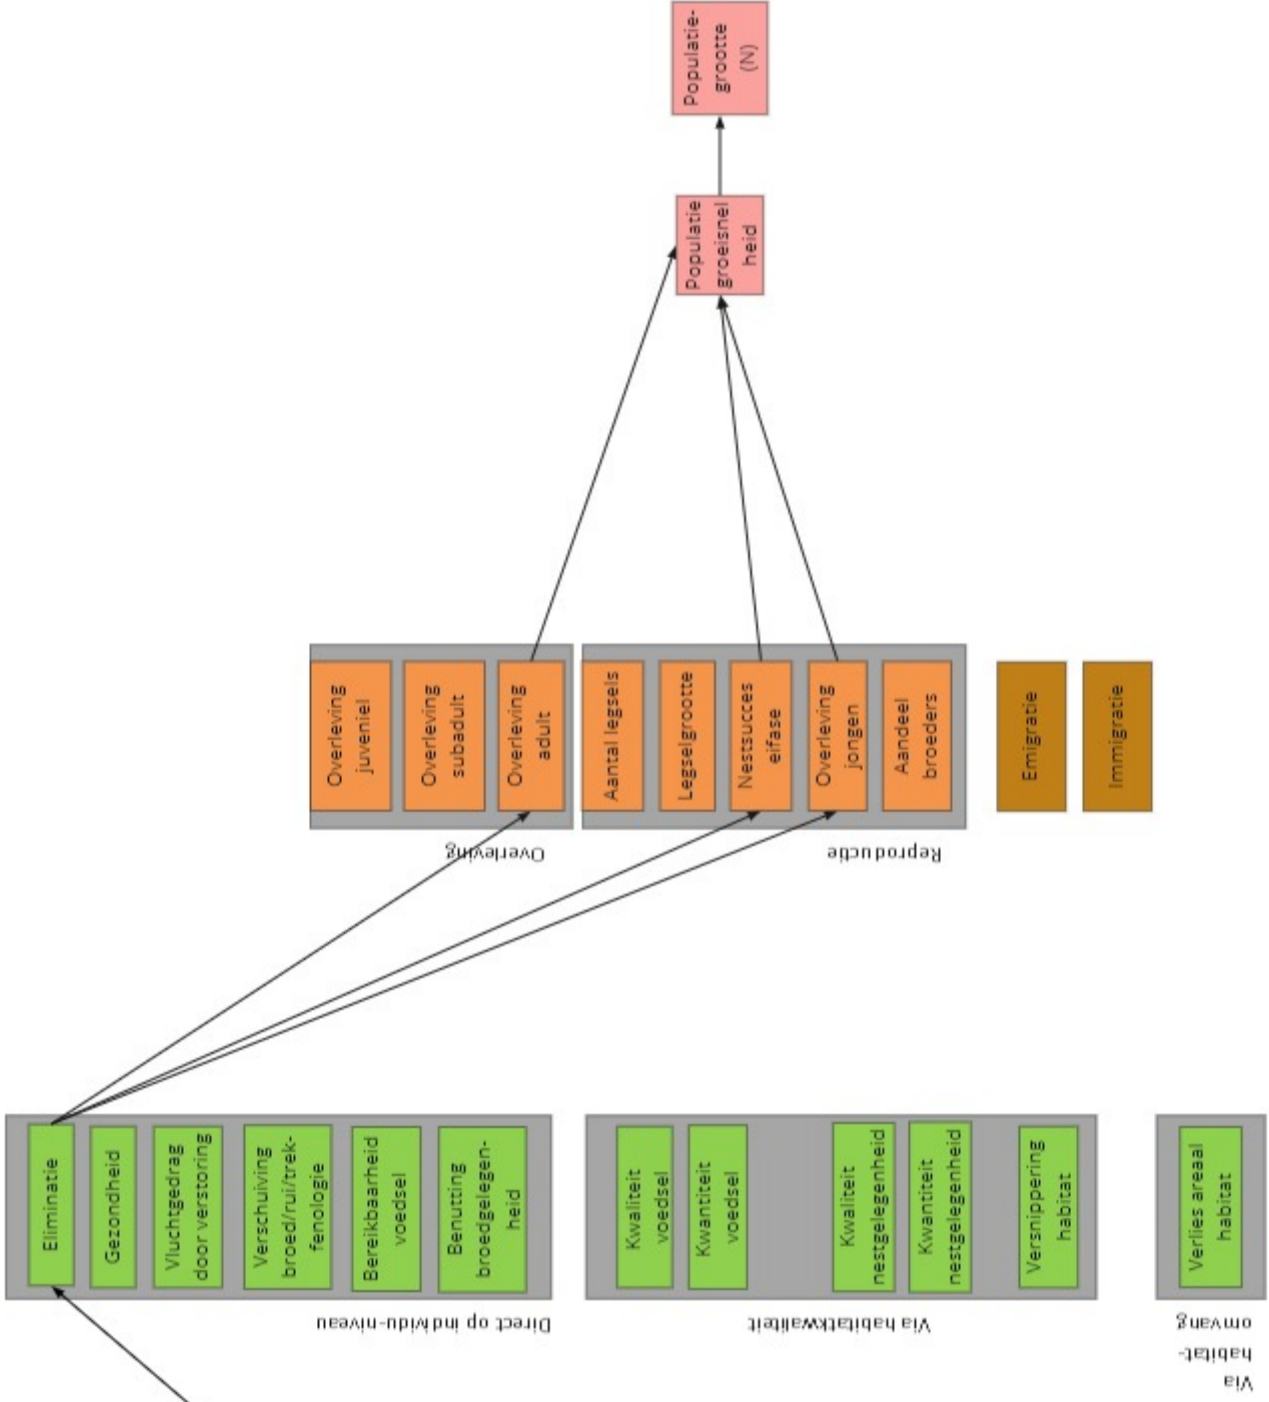 Direct op individu-niveau
Eliminatie
Gezondheid
Vluchtgedrag
door verstoring
Verschuiving
broed/rui/trek-
fenologie
Bereikbaarheid
voedsel
Benutting
broedgelegen-
heid
Via habitatkwaliteit
Kwaliteit
voedsel
Kwantiteit
voedsel
Kwaliteit
nestgelegenheid
Kwantiteit
nestgelegenheid
Versnippering
habitat
Via
habitat-
omvang
Verlies areaal
habitat
Overleving
Overleving
juveniel
Overleving
subadult
Overleving
adult
Reproductie
Aantal legsels
Legselgrootte
Nestsucces
eifase
Overleving
jongen
Aandeel
broeders
Emigratie
Immigratie
Populatie
groeisnel
heid
Populatie-
grootte
(N)